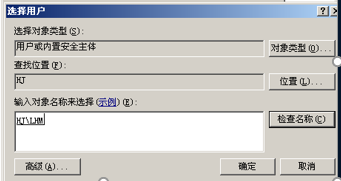 选择用户
选择对象类型(S):
用户或内置安全主体
对象类型(O)...
查找位置(F):
HJ
位置(L)...
输入对象名称来选择(示例)(E):
HJ\LHM
检查名称(C)
高级(A)...
确定
取消